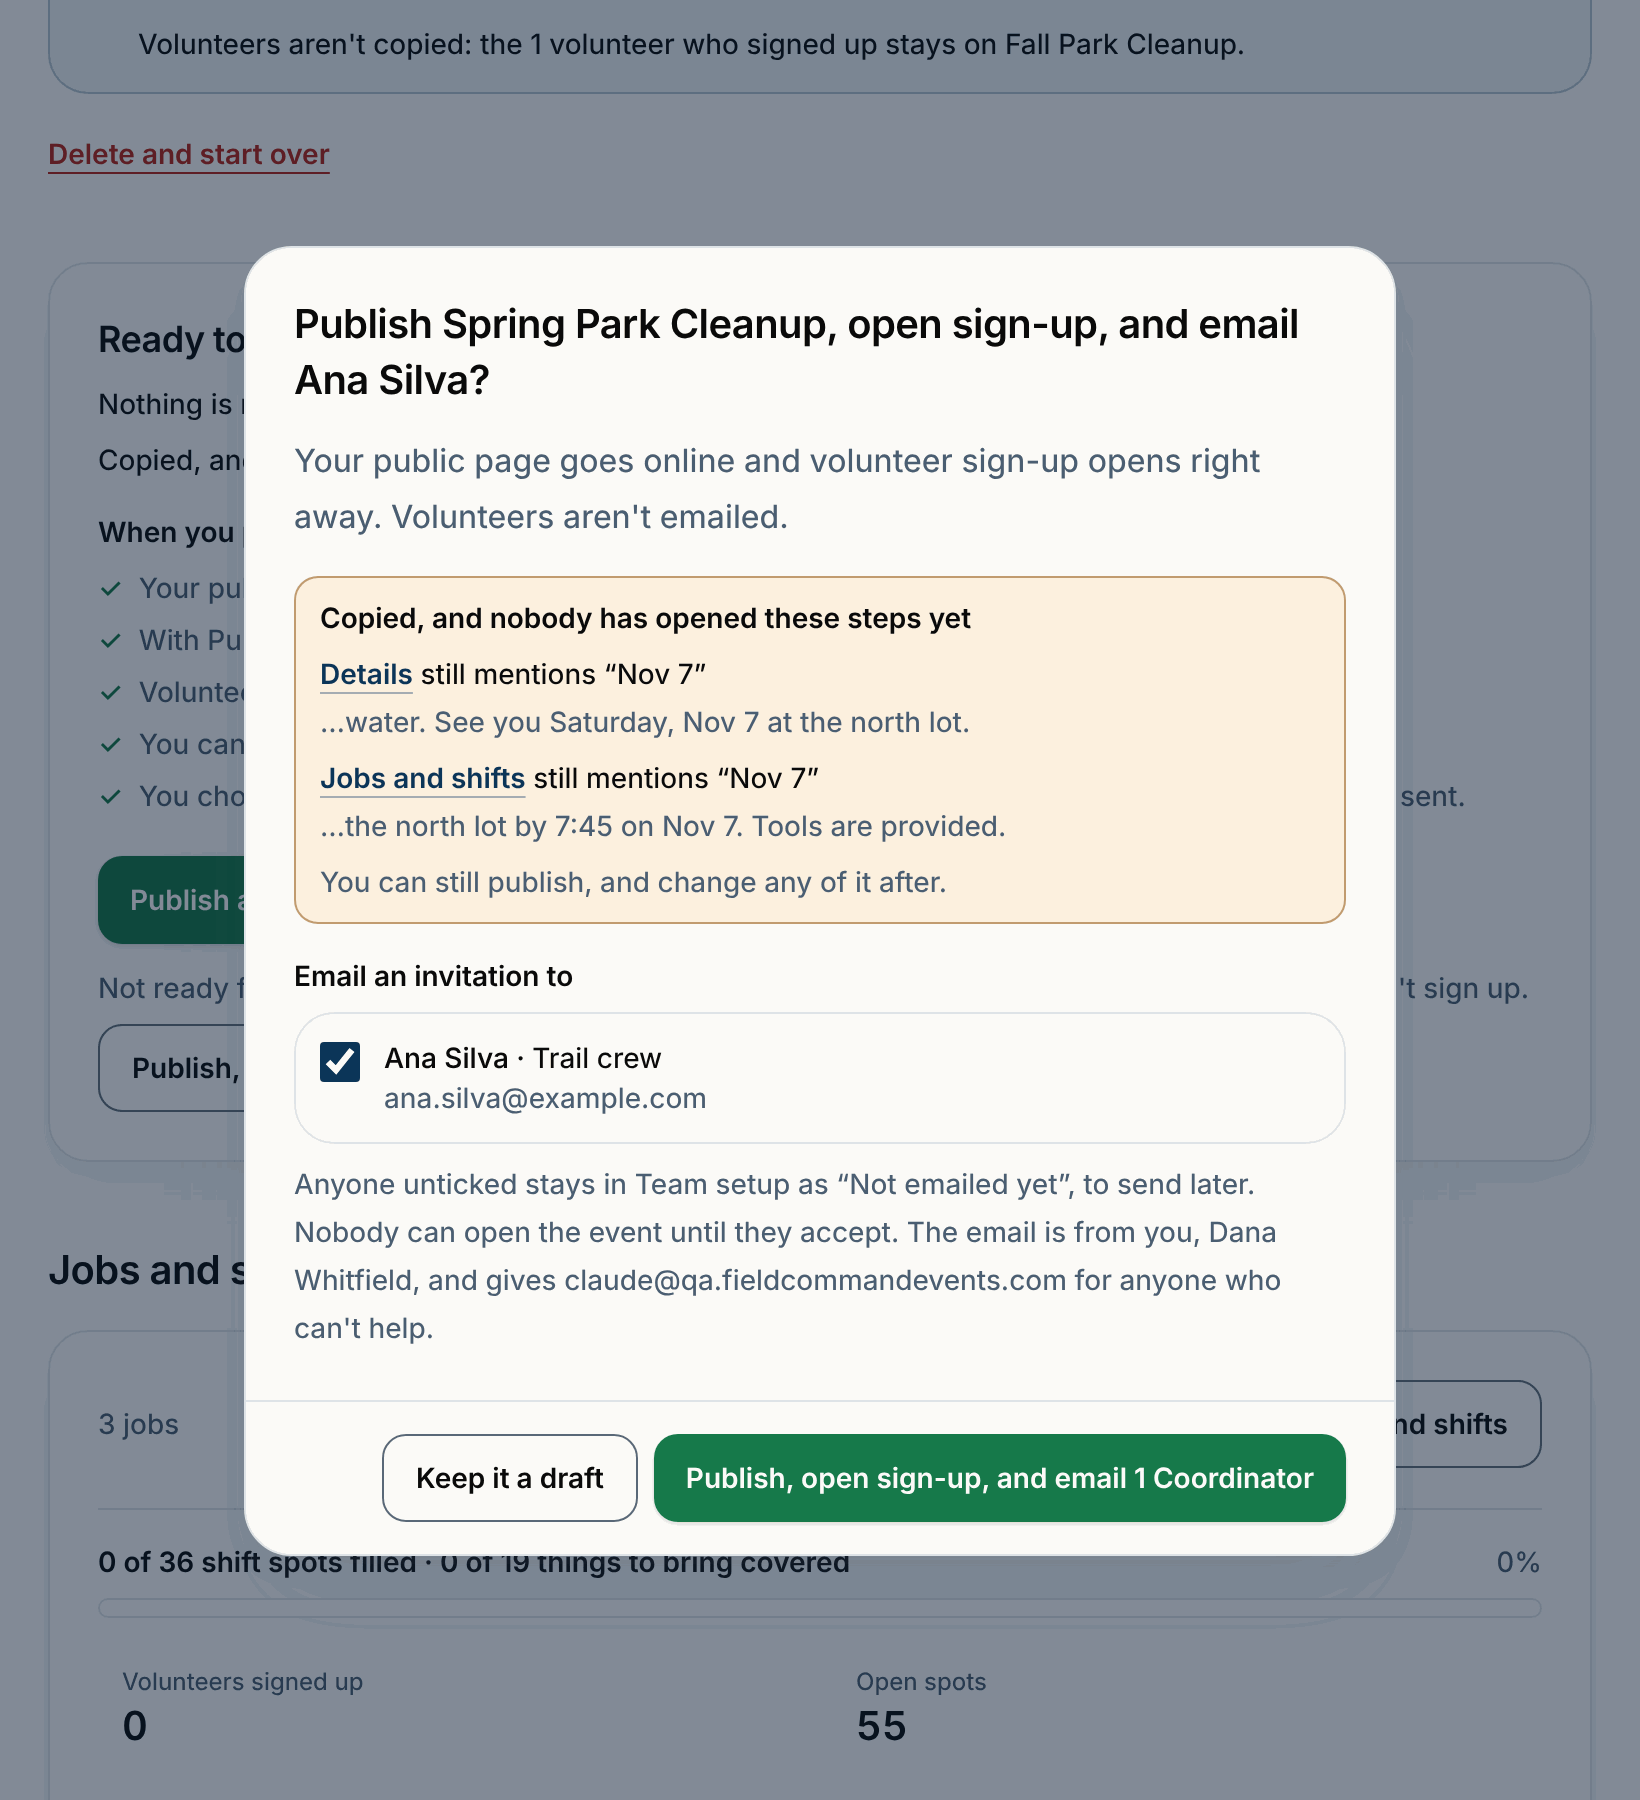 Volunteers aren't copied: the 1 volunteer who signed up stays on Fall Park Cleanup.
Delete and start over
Ready to
Nothing is
Copied,
When you
Your
With
You can
You
sent.
Publish
Not ready
't sign up.
Publish,
Publish Spring Park Cleanup, open sign-up, and email
Ana Silva?
Your public page goes online and volunteer sign-up opens right
away. Volunteers aren't emailed.
Copied, and nobody has opened these steps yet
Details still mentions “Nov 7”
…water. See you Saturday, Nov 7 at the north lot.
Jobs and shifts still mentions “Nov 7”
…the north lot by 7:45 on Nov 7. Tools are provided.
You can still publish, and change any of it after.
Email an invitation to
Ana Silva · Trail crew
ana.silva@example.com
Anyone unticked stays in Team setup as “Not emailed yet”, to send later.
Nobody can open the event until they accept. The email is from you, Dana
Whitfield, and gives claude@qa.fieldcommandevents.com for anyone who
can't help.
Keep it a draft
Publish, open sign-up, and email 1 Coordinator
Jobs and
3 jobs
nd shifts
0 of 36 shift spots filled · 0 of 19 things to bring covered
0%
Volunteers signed up
0
Open spots
55